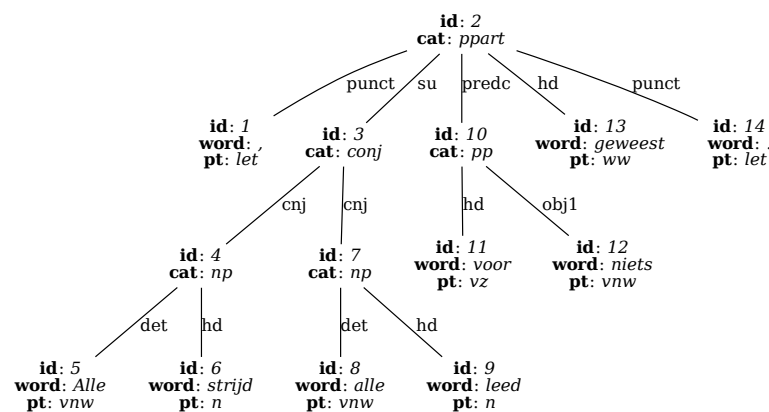 id: 2
cat: ppart
punct su predc hd punct
id: 1
word: ,
pt: let
id: 3
cat: conj
id: 10
cat: pp
id: 13
word: geweest
pt: ww
id: 14
word: .
pt: let
cnj cnj hd obj1
id: 4
cat: np
id: 7
cat: np
id: 11
word: voor
pt: vz
id: 12
word: niets
pt: vnw
det hd det hd
id: 5
word: Alle
pt: vnw
id: 6
word: strijd
pt: n
id: 8
word: alle
pt: vnw
id: 9
word: leed
pt: n